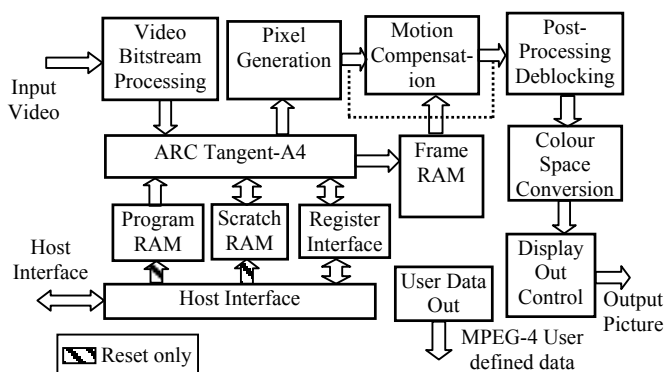 Video
Bitstream
Processing
Pixel
Generation
Motion
Compensat-
ion
Post-
Processing
Deblocking
Input
Video
ARC Tangent-A4
Frame
RAM
Colour
Space
Conversion
Program
RAM
Scratch
RAM
Register
Interface
Host
Interface
Host Interface
User Data
Out
Display
Out
Control
Output
Picture
MPEG-4 User
defined data
Reset only